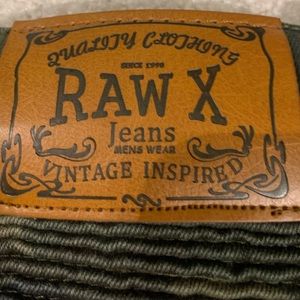 QUALITY CLOTHING
SINCE 1990
RAW X
Jeans
MENS WEAR
VINTAGE INSPIRED